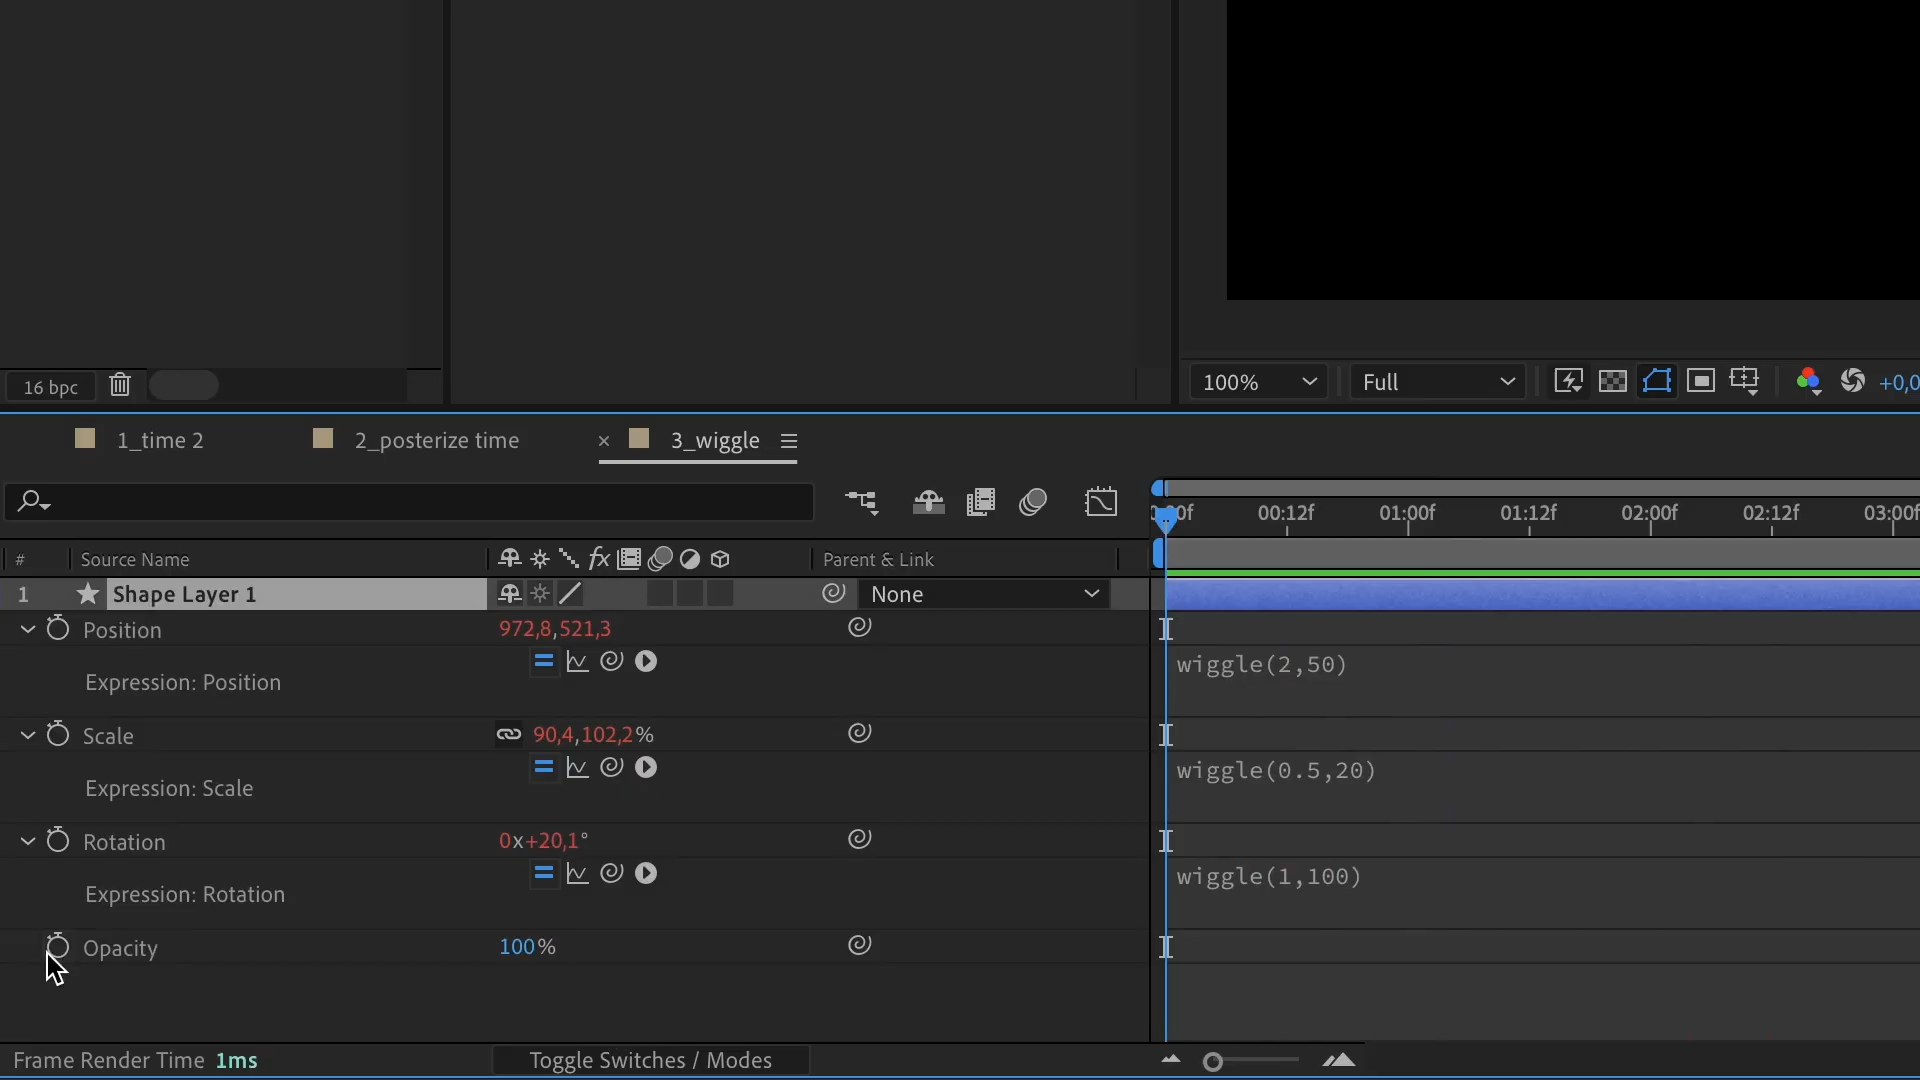 16 bpc
100%
Full
+0,0
1_time 2
2_posterize time
× 3_wiggle
00:12f 01:00f 01:12f 02:00f 02:12f 03:00f
# Source Name fx Parent & Link
1 Shape Layer 1 None
Position 972,8,521,3
Expression: Position wiggle(2,50)
Scale 90,4,102,2%
Expression: Scale wiggle(0.5,20)
Rotation 0x+20,1°
Expression: Rotation wiggle(1,100)
Opacity 100%
Frame Render Time 1ms
Toggle Switches / Modes